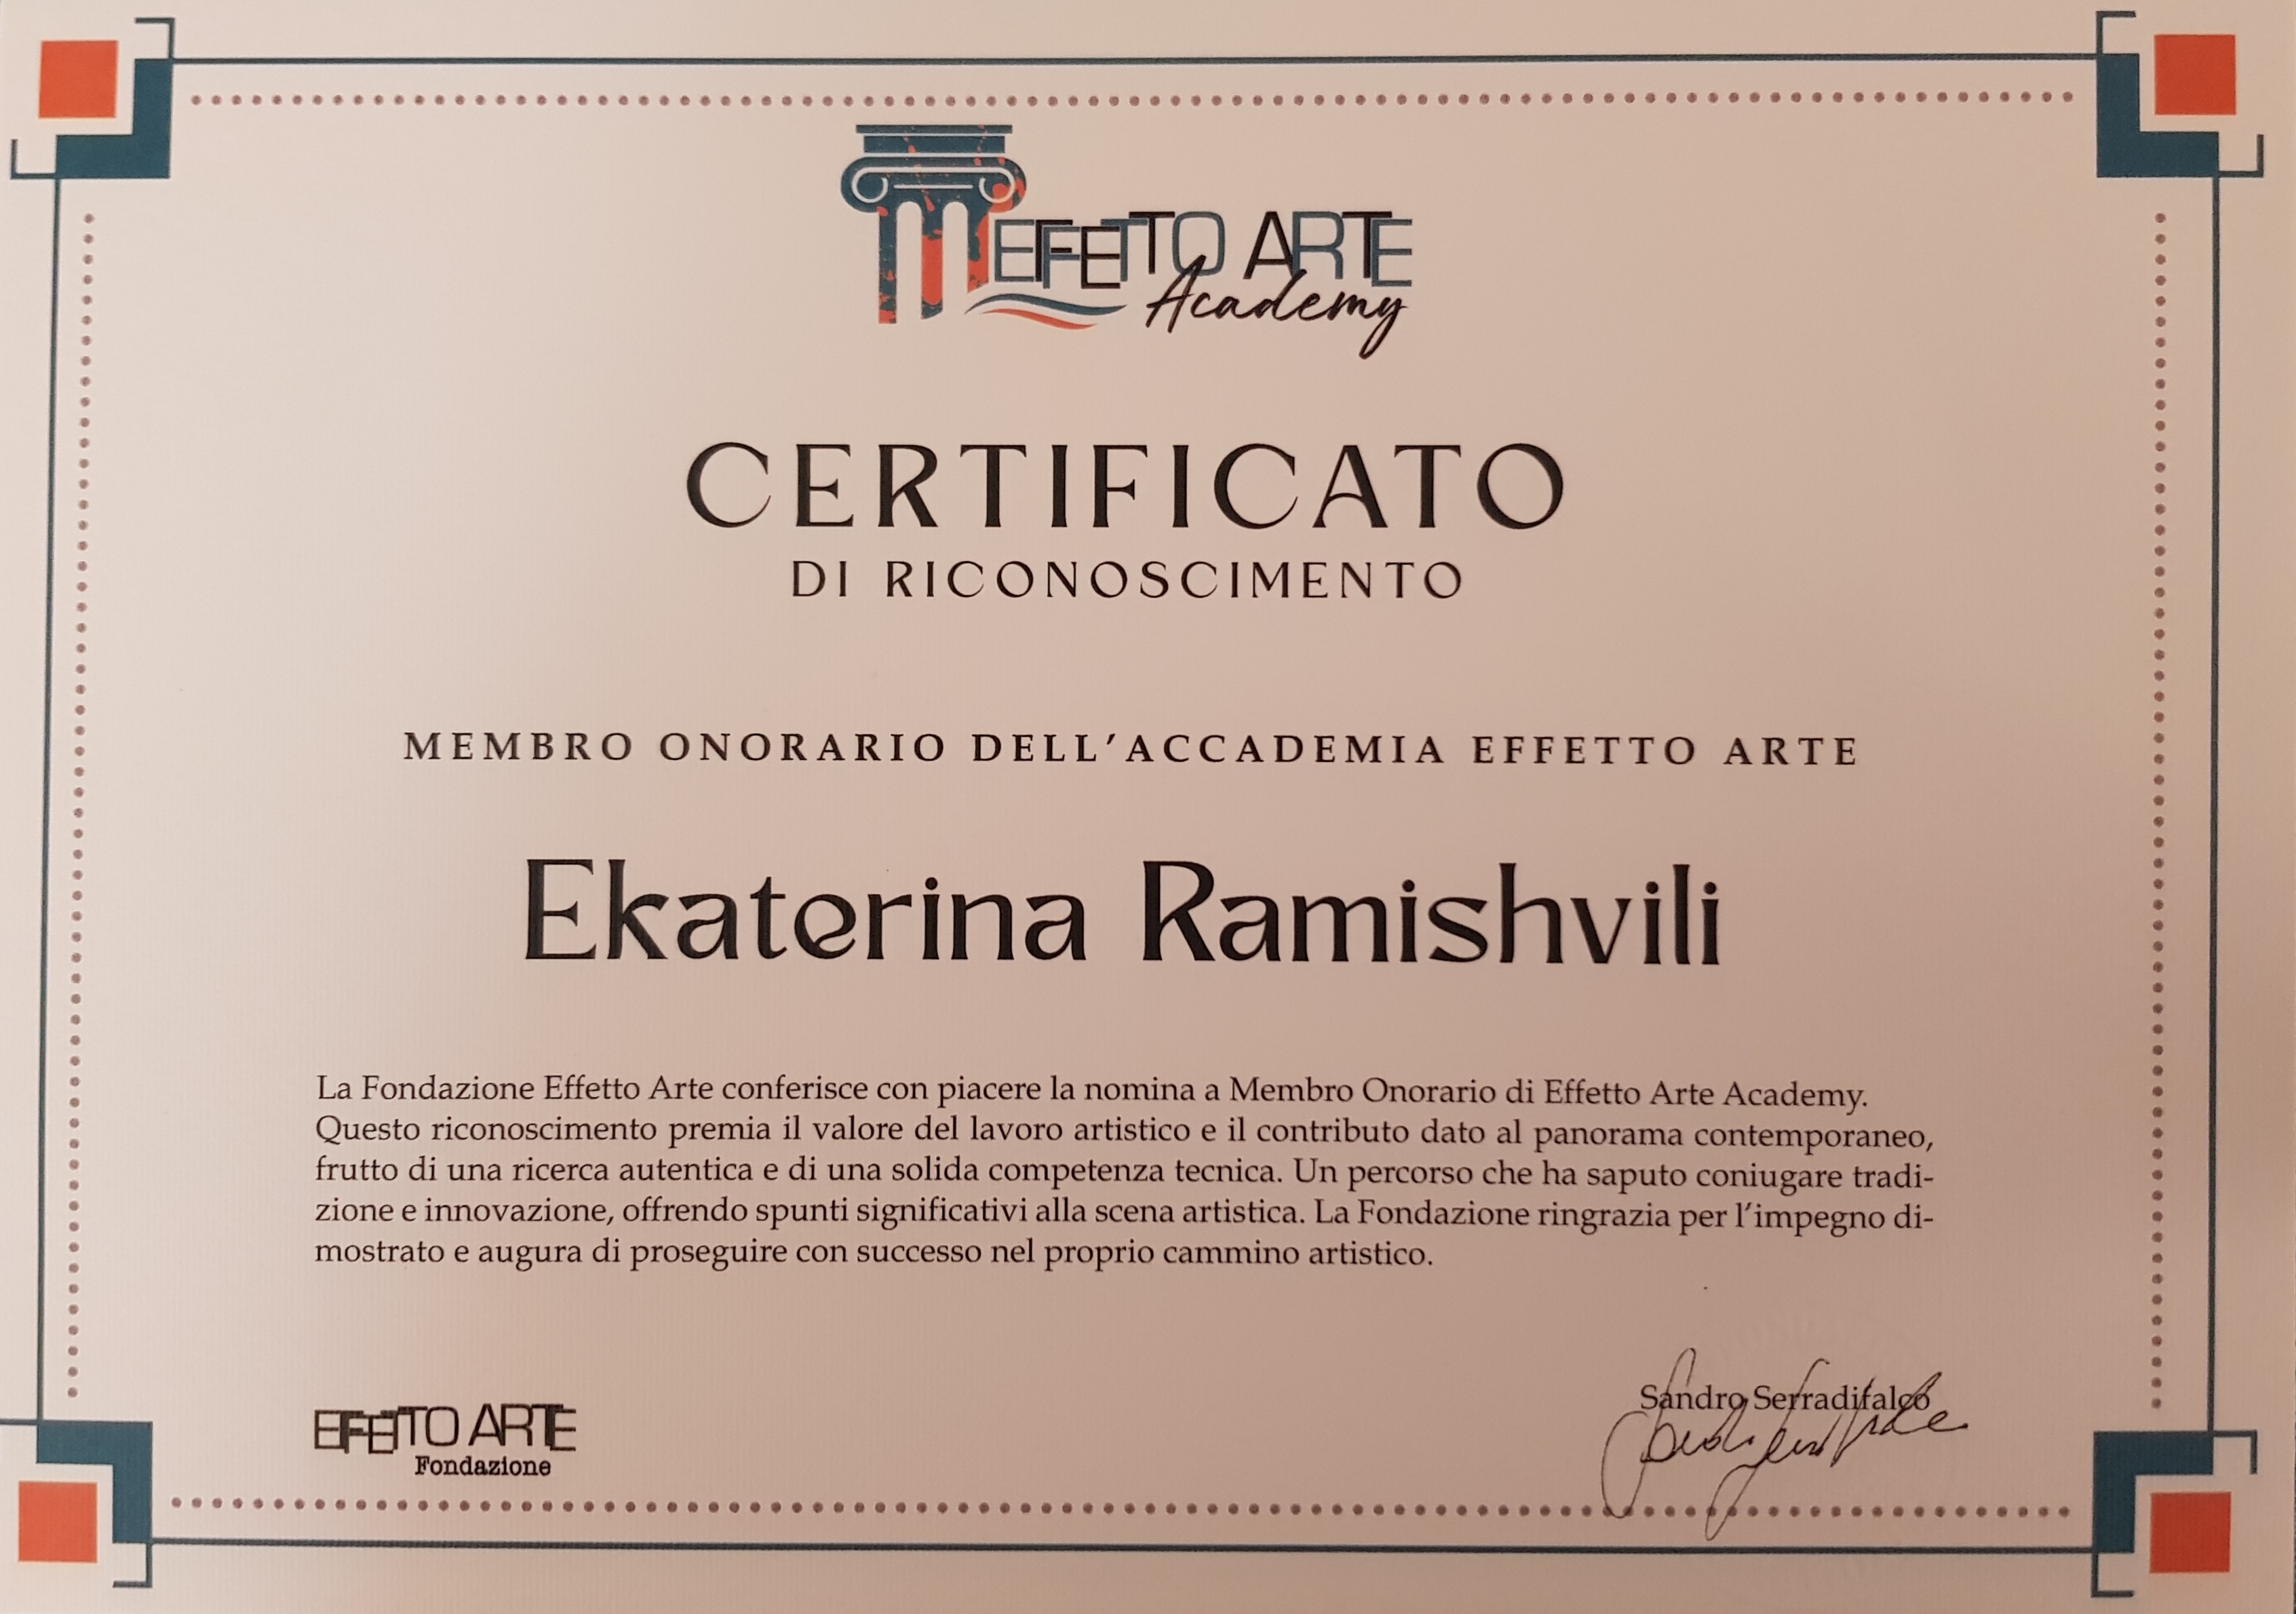 EFFETTO ARTE
Academy
CERTIFICATO
DI RICONOSCIMENTO
MEMBRO ONORARIO DELL'ACCADEMIA EFFETTO ARTE
Ekaterina Ramishvili
La Fondazione Effetto Arte conferisce con piacere la nomina a Membro Onorario di Effetto Arte Academy.
Questo riconoscimento premia il valore del lavoro artistico e il contributo dato al panorama contemporaneo,
frutto di una ricerca autentica e di una solida competenza tecnica. Un percorso che ha saputo coniugare tradi-
zione e innovazione, offrendo spunti significativi alla scena artistica. La Fondazione ringrazia per l'impegno di-
mostrato e augura di proseguire con successo nel proprio cammino artistico.
Sandro Serradifalco
EFFETTO ARTE
Fondazione